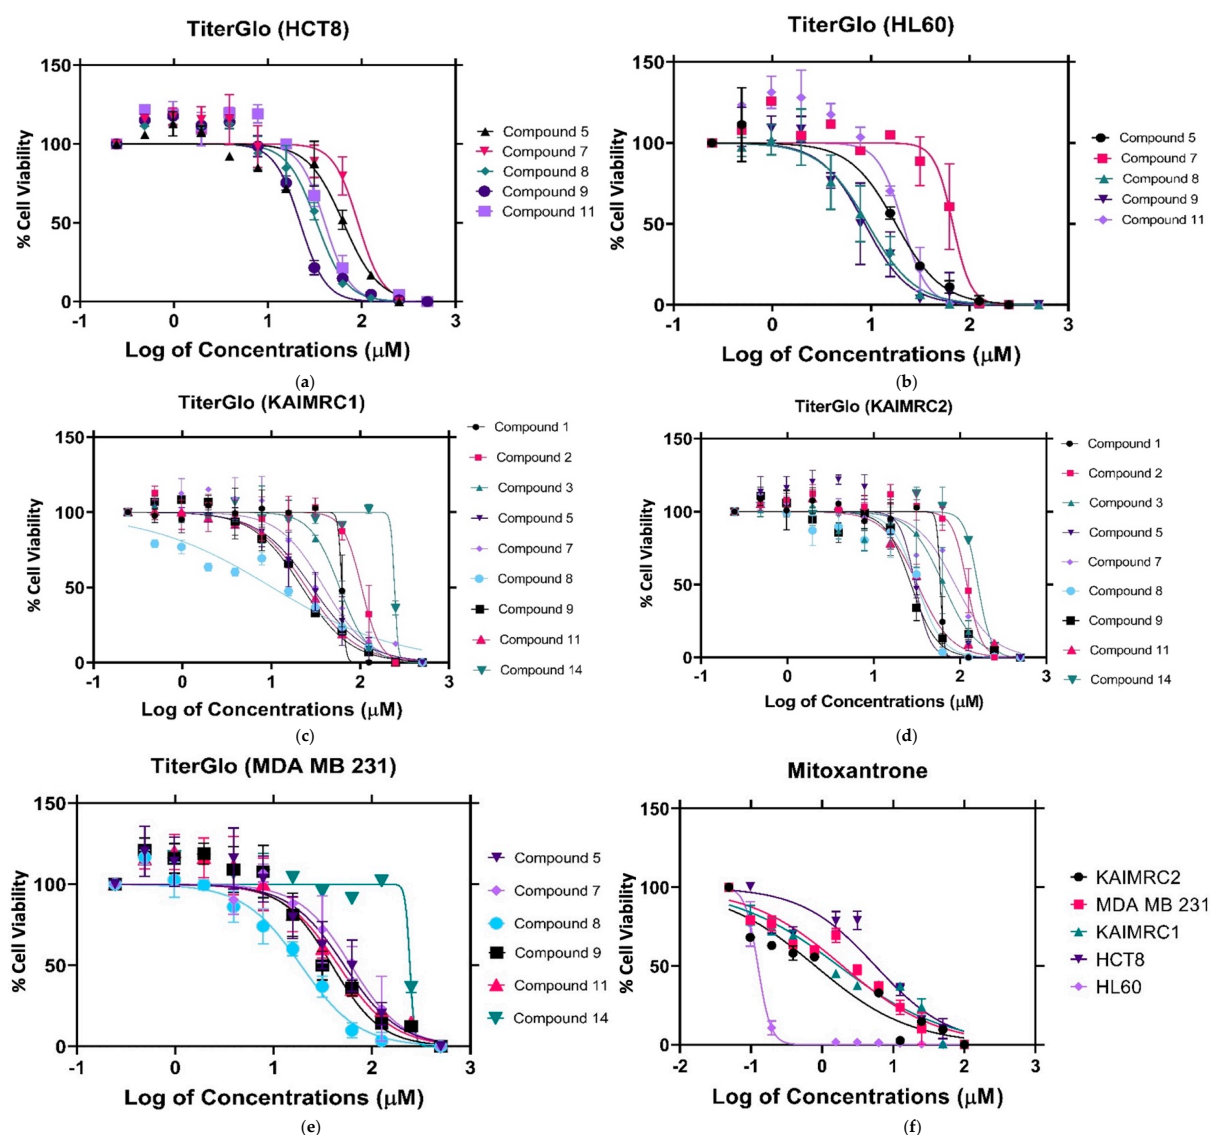 TiterGlo (HCT8)
150
100
50
0
% Cell Viability
-1 0 1 2 3
Log of Concentrations (μM)
Compound 5
Compound 7
Compound 8
Compound 9
Compound 11
(a)
TiterGlo (HL60)
150
100
50
0
% Cell Viability
-1 0 1 2 3
Log of Concentrations (μM)
Compound 5
Compound 7
Compound 8
Compound 9
Compound 11
(b)
TiterGlo (KAIMRC1)
150
100
50
0
% Cell Viability
-1 0 1 2 3
Log of Concentrations (μM)
Compound 1
Compound 2
Compound 3
Compound 5
Compound 7
Compound 8
Compound 9
Compound 11
Compound 14
(c)
TiterGlo (KAIMRC2)
150
100
50
0
% Cell Viability
-1 0 1 2 3
Log of Concentrations (μM)
Compound 1
Compound 2
Compound 3
Compound 5
Compound 7
Compound 8
Compound 9
Compound 11
Compound 14
(d)
TiterGlo (MDA MB 231)
150
100
50
0
% Cell Viability
-1 0 1 2 3
Log of Concentrations (μM)
Compound 5
Compound 7
Compound 8
Compound 9
Compound 11
Compound 14
(e)
Mitoxantrone
150
100
50
0
% Cell Viability
-2 -1 0 1 2 3
Log of Concentrations (μM)
KAIMRC2
MDA MB 231
KAIMRC1
HCT8
HL60
(f)